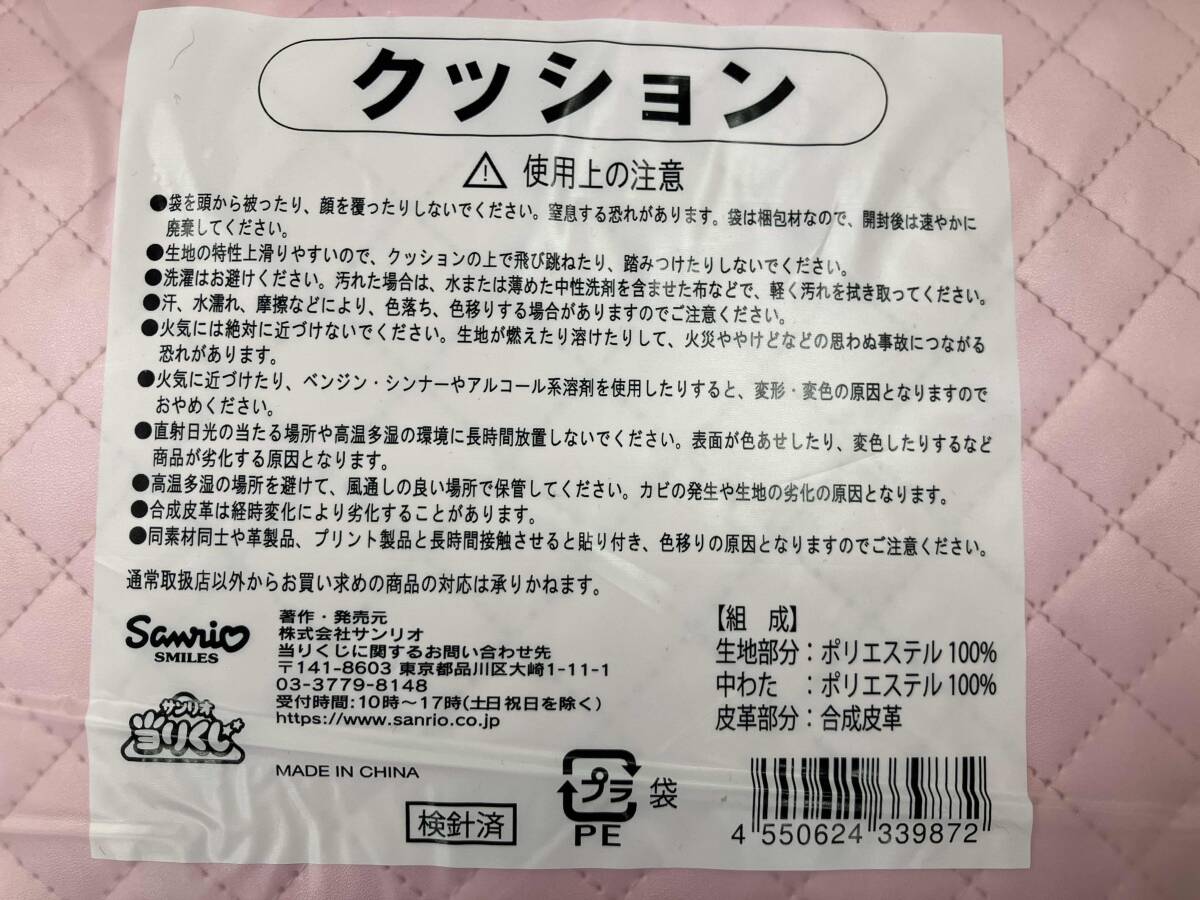 クッション
⚠ 使用上の注意
●袋を頭から被ったり、顔を覆ったりしないでください。窒息する恐れがあります。袋は梱包材なので、開封後は速やかに
廃棄してください。
●生地の特性上滑りやすいので、クッションの上で飛び跳ねたり、踏みつけたりしないでください。
●洗濯はお避けください。汚れた場合は、水または薄めた中性洗剤を含ませた布などで、軽く汚れを拭き取ってください。
●汗、水濡れ、摩擦などにより、色落ち、色移りする場合がありますのでご注意ください。
●火気には絶対に近づけないでください。生地が燃えたり溶けたりして、火災ややけどなどの思わぬ事故につながる
恐れがあります。
●火気に近づけたり、ベンジン・シンナーやアルコール系溶剤を使用したりすると、変形・変色の原因となりますので
おやめください。
●直射日光の当たる場所や高温多湿の環境に長時間放置しないでください。表面が色あせしたり、変色したりするなど
商品が劣化する原因となります。
●高温多湿の場所を避けて、風通しの良い場所で保管してください。カビの発生や生地の劣化の原因となります。
●合成皮革は経時変化により劣化することがあります。
●同素材同士や革製品、プリント製品と長時間接触させると貼り付き、色移りの原因となりますのでご注意ください。
通常取扱店以外からお買い求めの商品の対応は承りかねます。
Sanrio
SMILES
サンリオ
当りくじ
著作・発売元
株式会社サンリオ
当りくじに関するお問い合わせ先
〒141-8603 東京都品川区大崎1-11-1
03-3779-8148
受付時間:10時～17時(土日祝日を除く)
https://www.sanrio.co.jp
MADE IN CHINA
【組 成】
生地部分:ポリエステル100%
中わた :ポリエステル100%
皮革部分:合成皮革
検針済
プラ
PE
袋
4 550624 339872